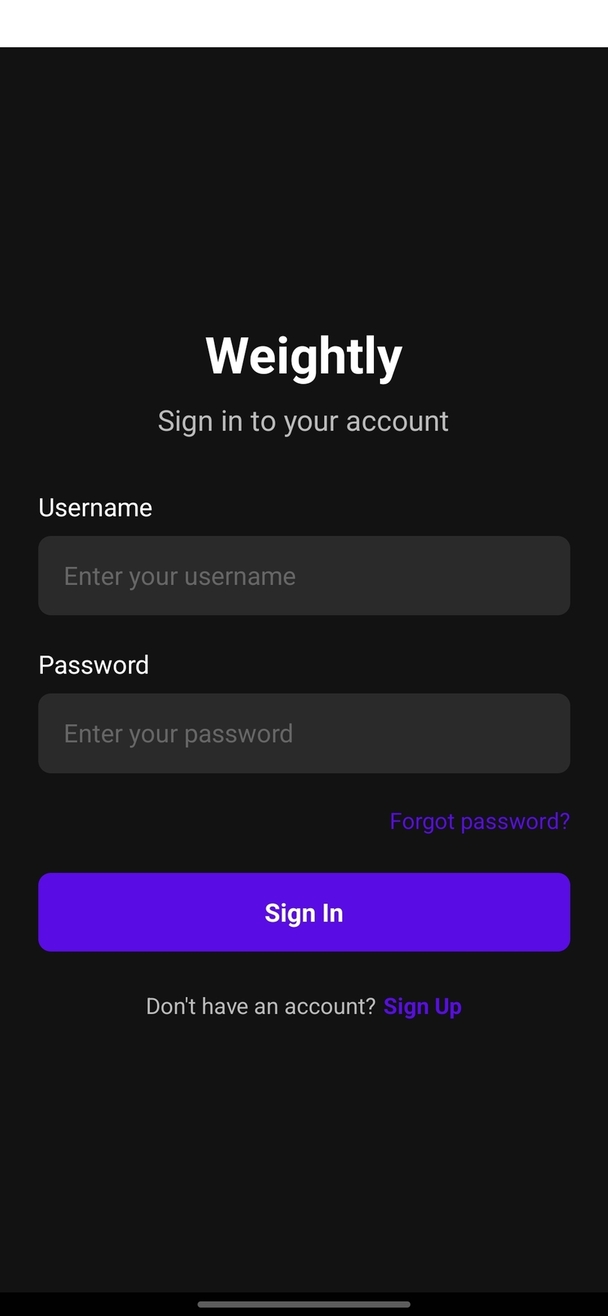 Weightly
Sign in to your account
Username
Enter your username
Password
Enter your password
Forgot password?
Sign In
Don't have an account? Sign Up